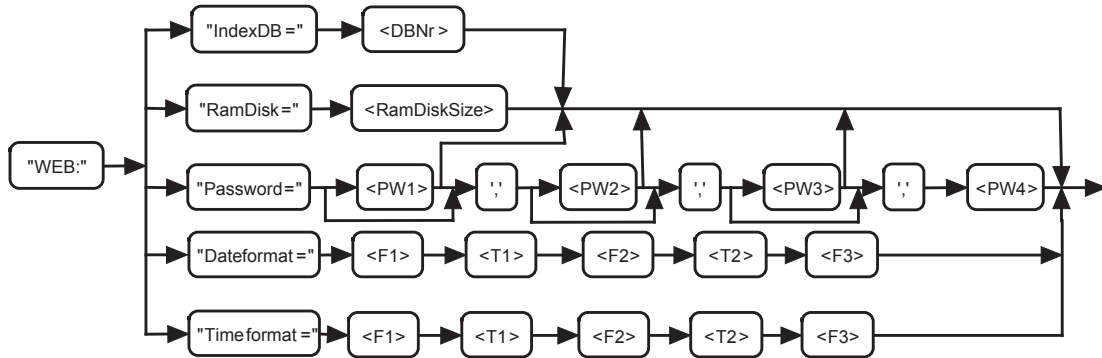 "IndexDB =" <DBNr>
"RamDisk =" <RamDiskSize>
"WEB:"
"Password =" <PW1> ',' <PW2> ',' <PW3> ',' <PW4>
"Dateformat =" <F1> <T1> <F2> <T2> <F3>
"Time format =" <F1> <T1> <F2> <T2> <F3>